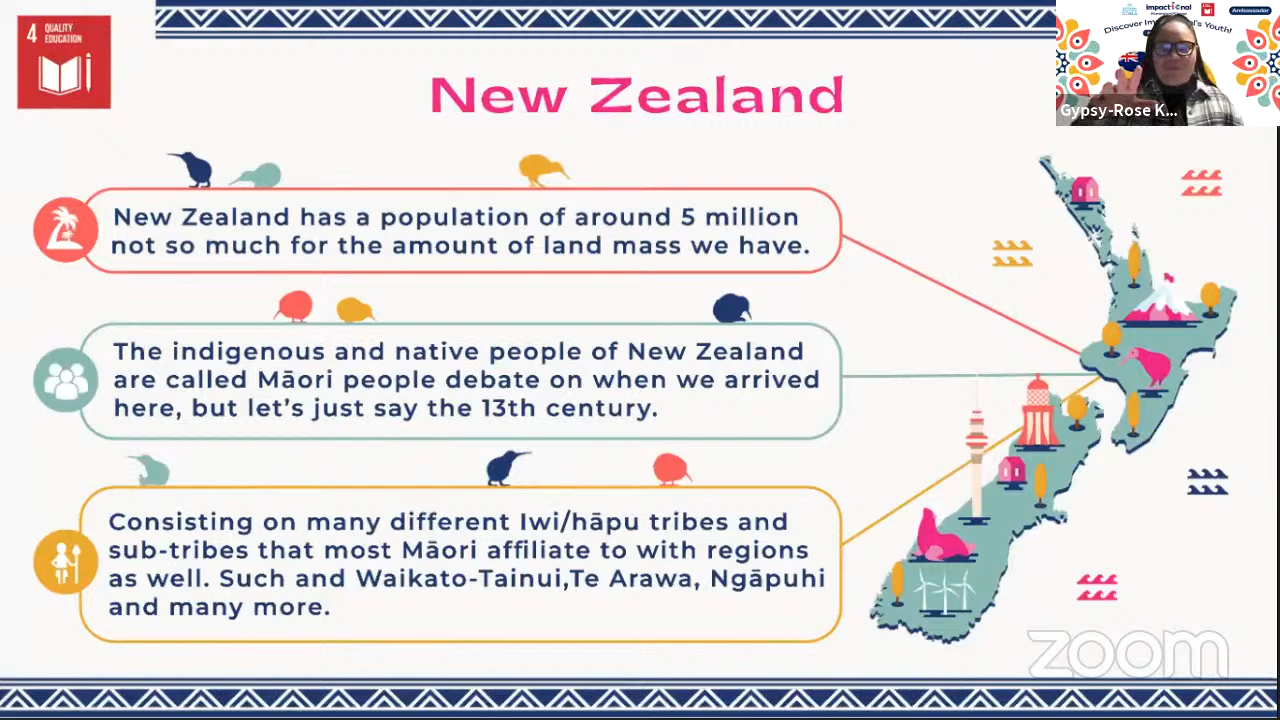 4 QUALITY
EDUCATION
impactional
Ambassador
Gypsy-Rose K...
New Zealand
New Zealand has a population of around 5 million
not so much for the amount of land mass we have.
The indigenous and native people of New Zealand
are called Māori people debate on when we arrived
here, but let's just say the 13th century.
Consisting on many different Iwi/hāpu tribes and
sub-tribes that most Māori affiliate to with regions
as well. Such and Waikato-Tainui,Te Arawa, Ngāpuhi
and many more.
zoom